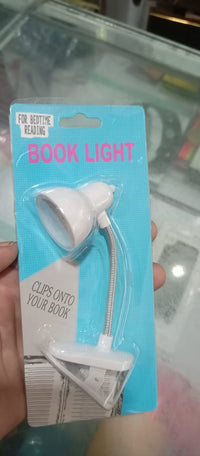 FOR BEDTIME
READING
BOOK LIGHT
CLIPS ONTO
YOUR BOOK